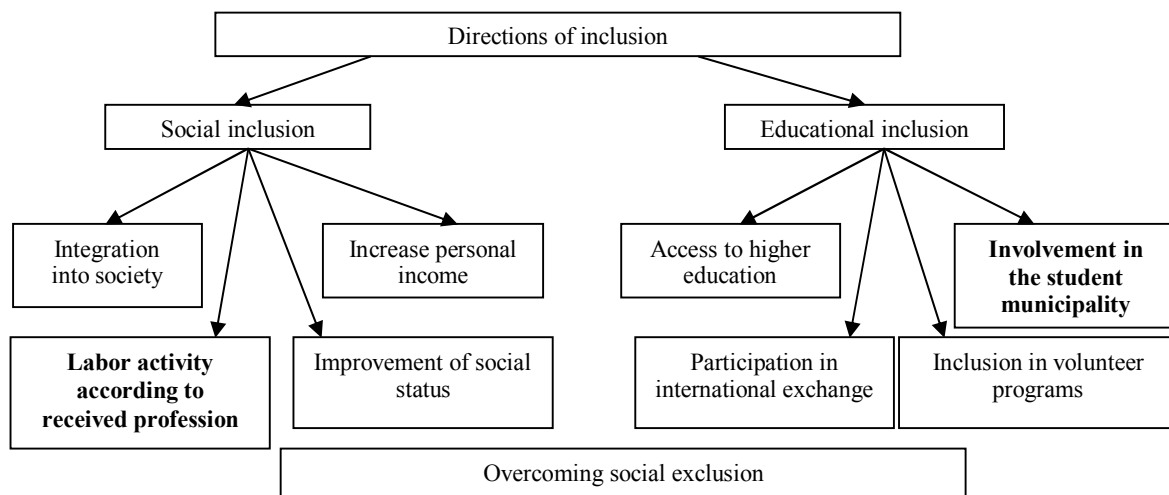 Directions of inclusion
Social inclusion
Educational inclusion
Integration
into society
Increase personal
income
Access to higher
education
Involvement in
the student
municipality
Labor activity
according to
received profession
Improvement of social
status
Participation in
international exchange
Inclusion in volunteer
programs
Overcoming social exclusion